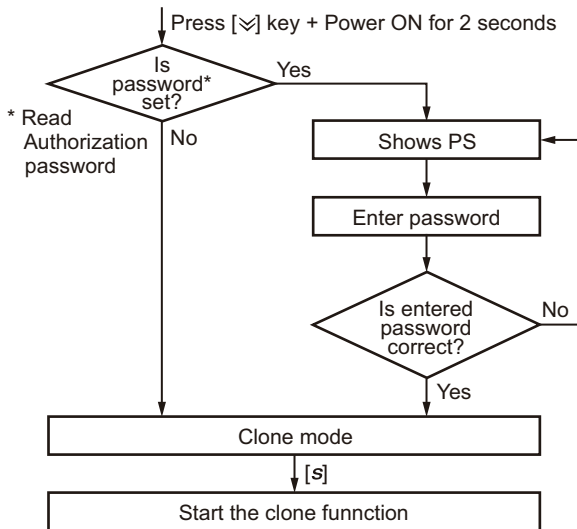 Press [≫] key + Power ON for 2 seconds
Is
password*
set?
Yes
* Read
Authorization
password
No
Shows PS
Enter password
Is entered
password
correct?
No
Yes
Clone mode
[s]
Start the clone funnction